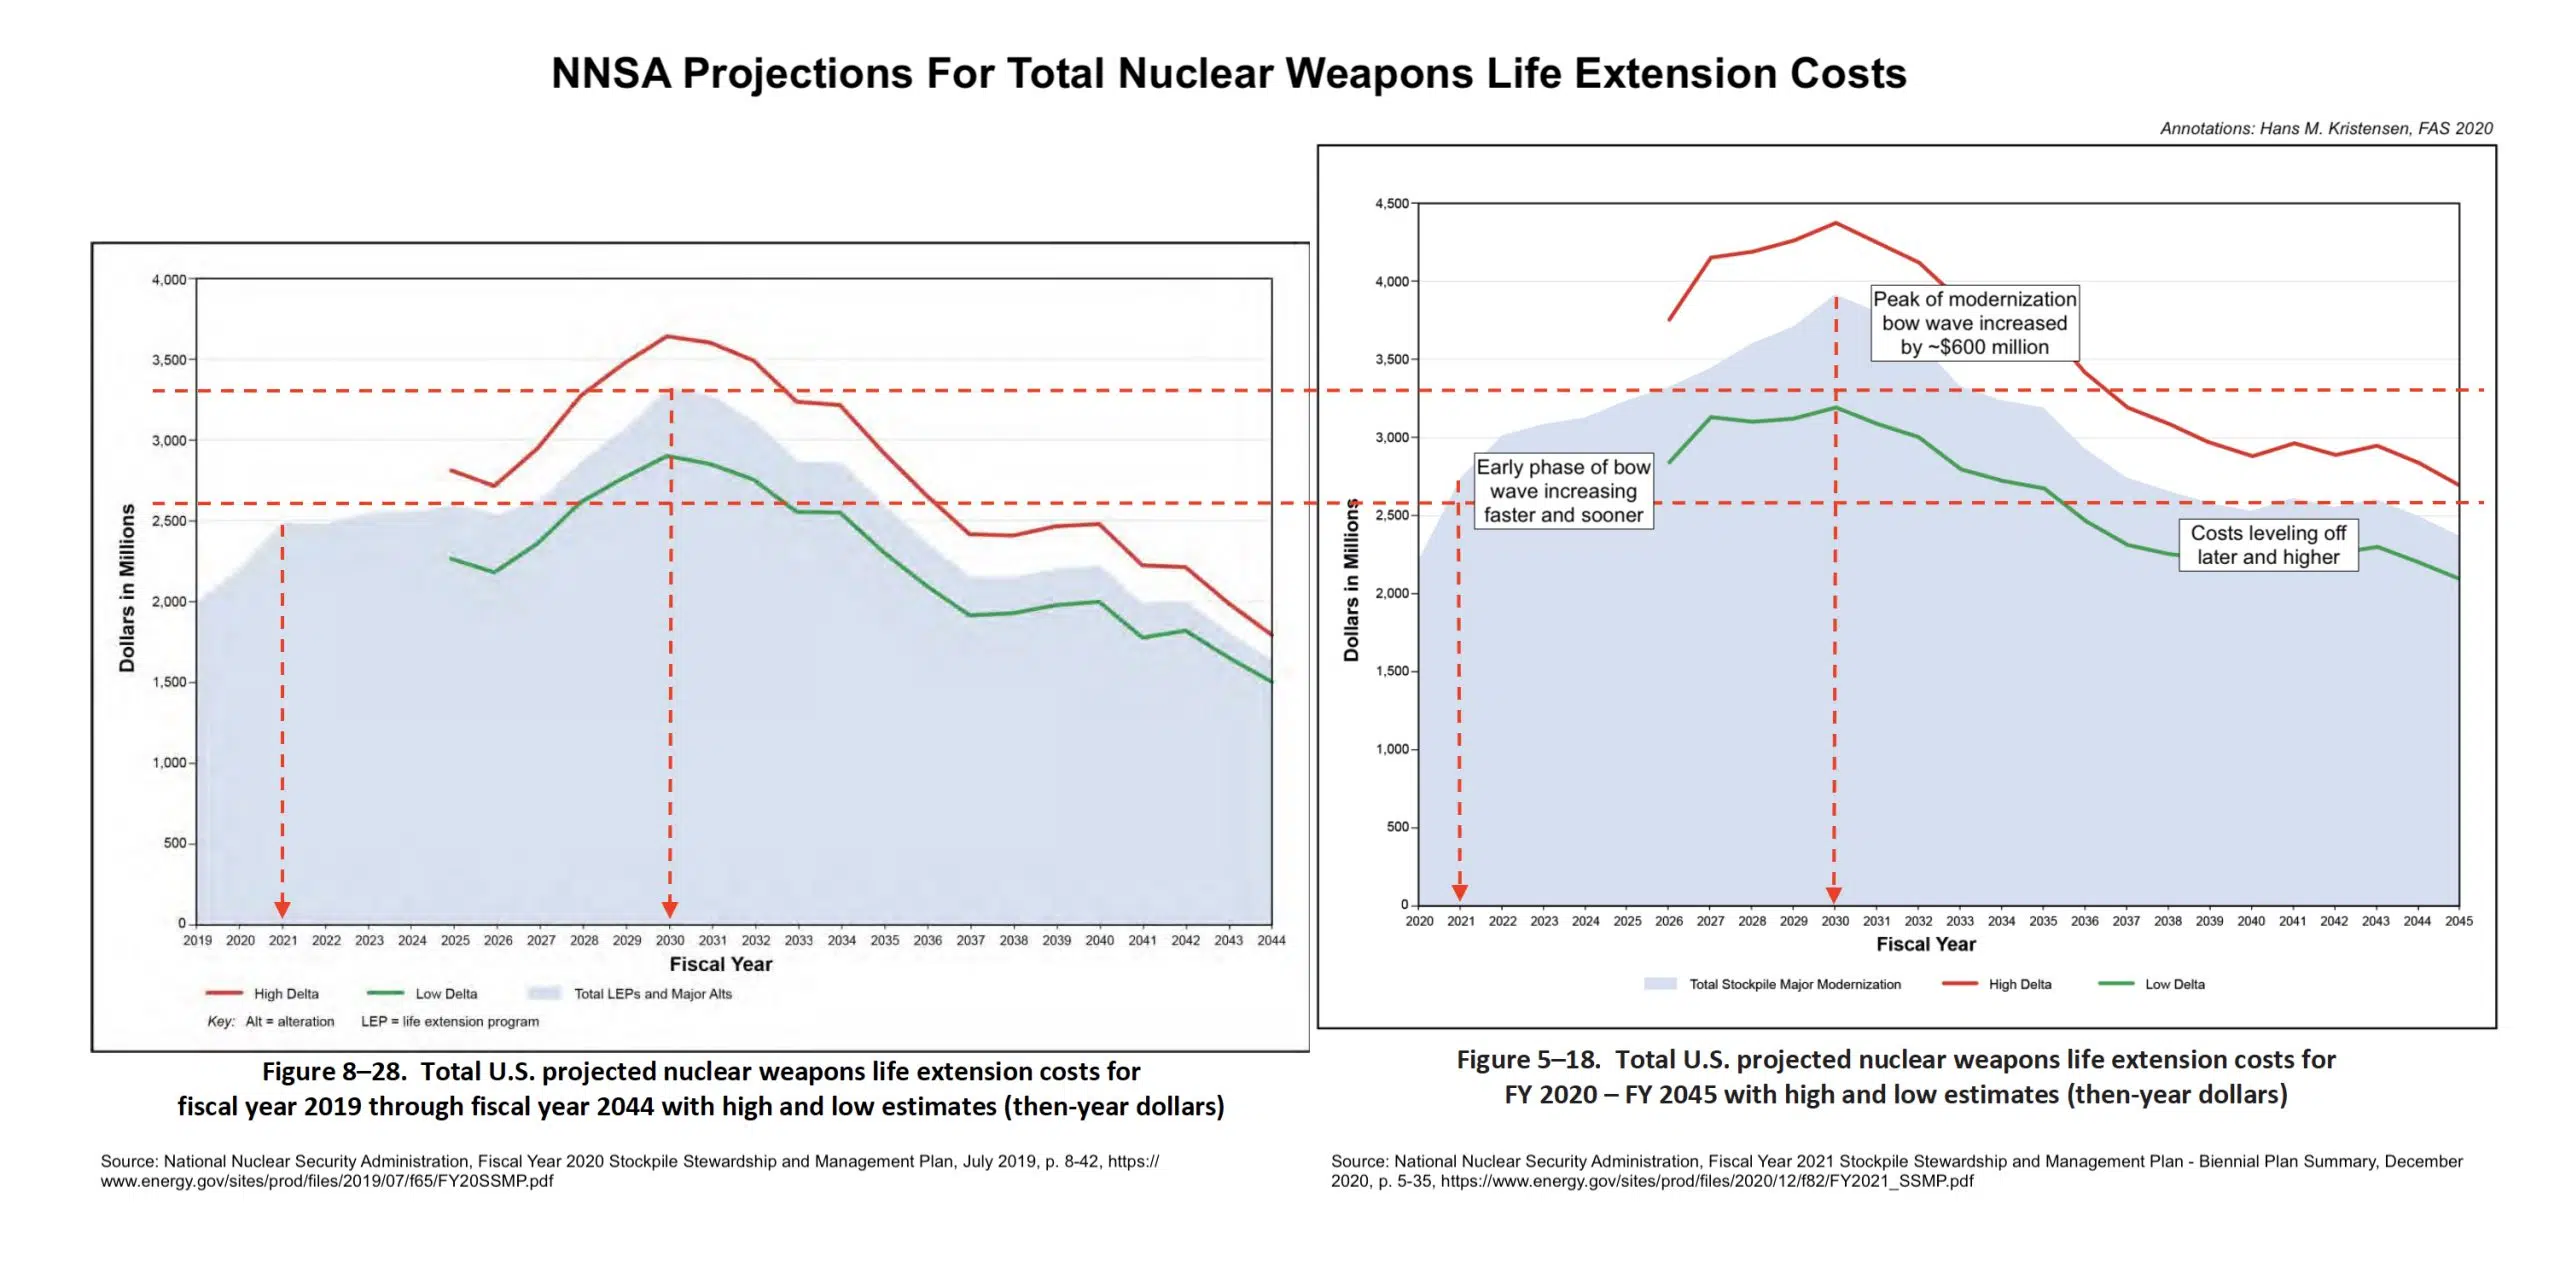 NNSA Projections For Total Nuclear Weapons Life Extension Costs
Annotations: Hans M. Kristensen, FAS 2020
4,000
3,500
3,000
2,500
2,000
1,500
1,000
500
0
Dollars in Millions
2019 2020 2021 2022 2023 2024 2025 2026 2027 2028 2029 2030 2031 2032 2033 2034 2035 2036 2037 2038 2039 2040 2041 2042 2043 2044
Fiscal Year
High Delta Low Delta Total LEPs and Major Alts
Key: Alt = alteration LEP = life extension program
Figure 8–28. Total U.S. projected nuclear weapons life extension costs for
fiscal year 2019 through fiscal year 2044 with high and low estimates (then-year dollars)
Source: National Nuclear Security Administration, Fiscal Year 2020 Stockpile Stewardship and Management Plan, July 2019, p. 8-42, https://
www.energy.gov/sites/prod/files/2019/07/f65/FY20SSMP.pdf
4,500
4,000
3,500
3,000
2,500
2,000
1,500
1,000
500
0
Dollars in Millions
Peak of modernization
bow wave increased
by ~$600 million
Early phase of bow
wave increasing
faster and sooner
Costs leveling off
later and higher
2020 2021 2022 2023 2024 2025 2026 2027 2028 2029 2030 2031 2032 2033 2034 2035 2036 2037 2038 2039 2040 2041 2042 2043 2044 2045
Fiscal Year
Total Stockpile Major Modernization High Delta Low Delta
Figure 5–18. Total U.S. projected nuclear weapons life extension costs for
FY 2020 – FY 2045 with high and low estimates (then-year dollars)
Source: National Nuclear Security Administration, Fiscal Year 2021 Stockpile Stewardship and Management Plan - Biennial Plan Summary, December
2020, p. 5-35, https://www.energy.gov/sites/prod/files/2020/12/f82/FY2021_SSMP.pdf